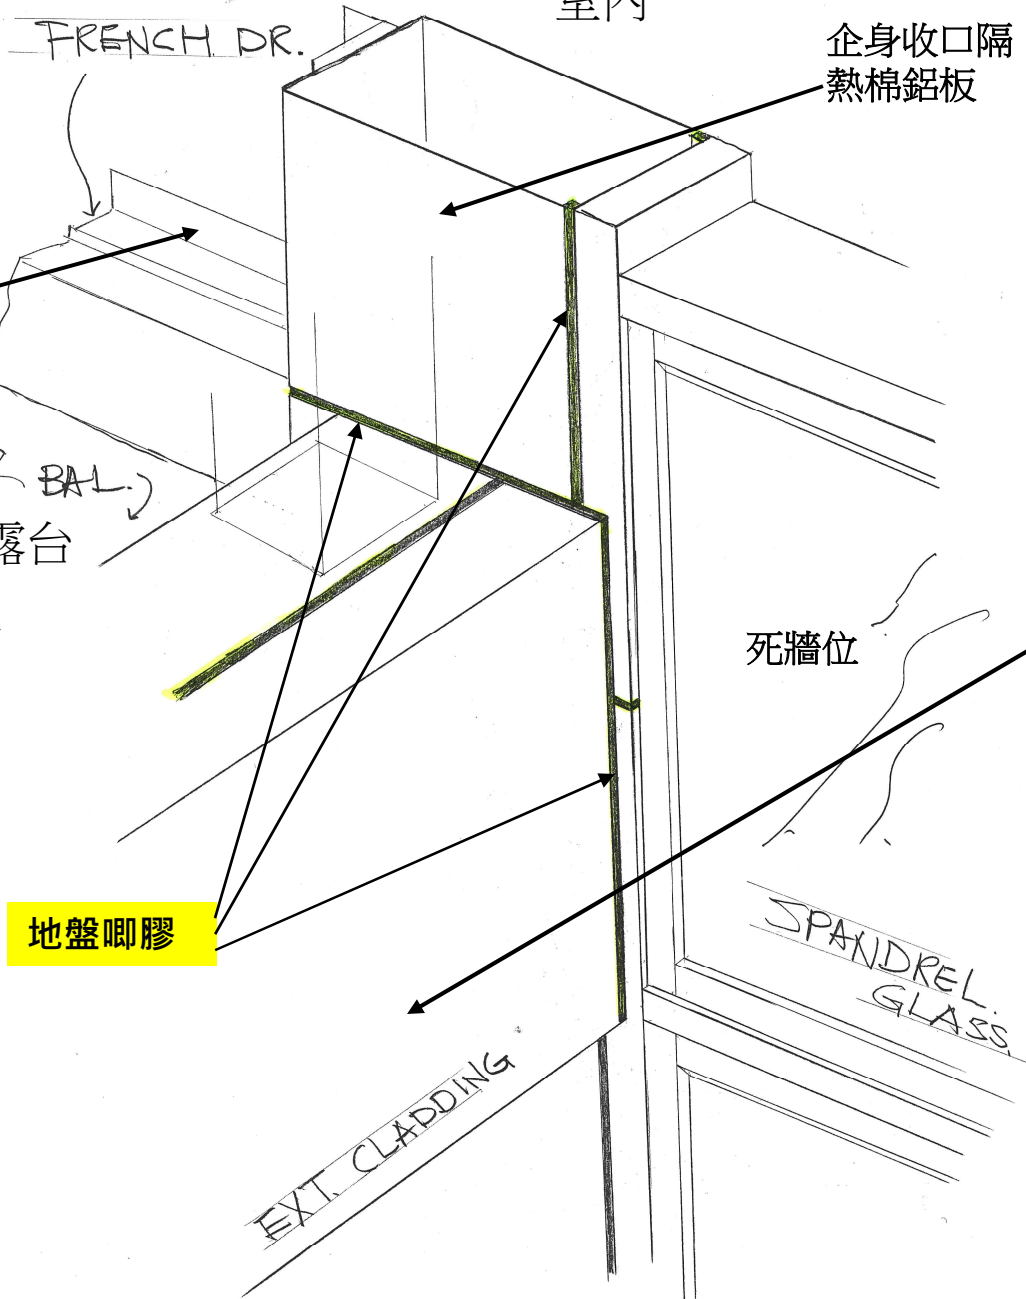 室內
FRENCH DR.
企身收口隔
熱棉鋁板
BAL.
露台
死牆位
地盤唧膠
SPANDREL.
GLASS.
EXT. CLADDING